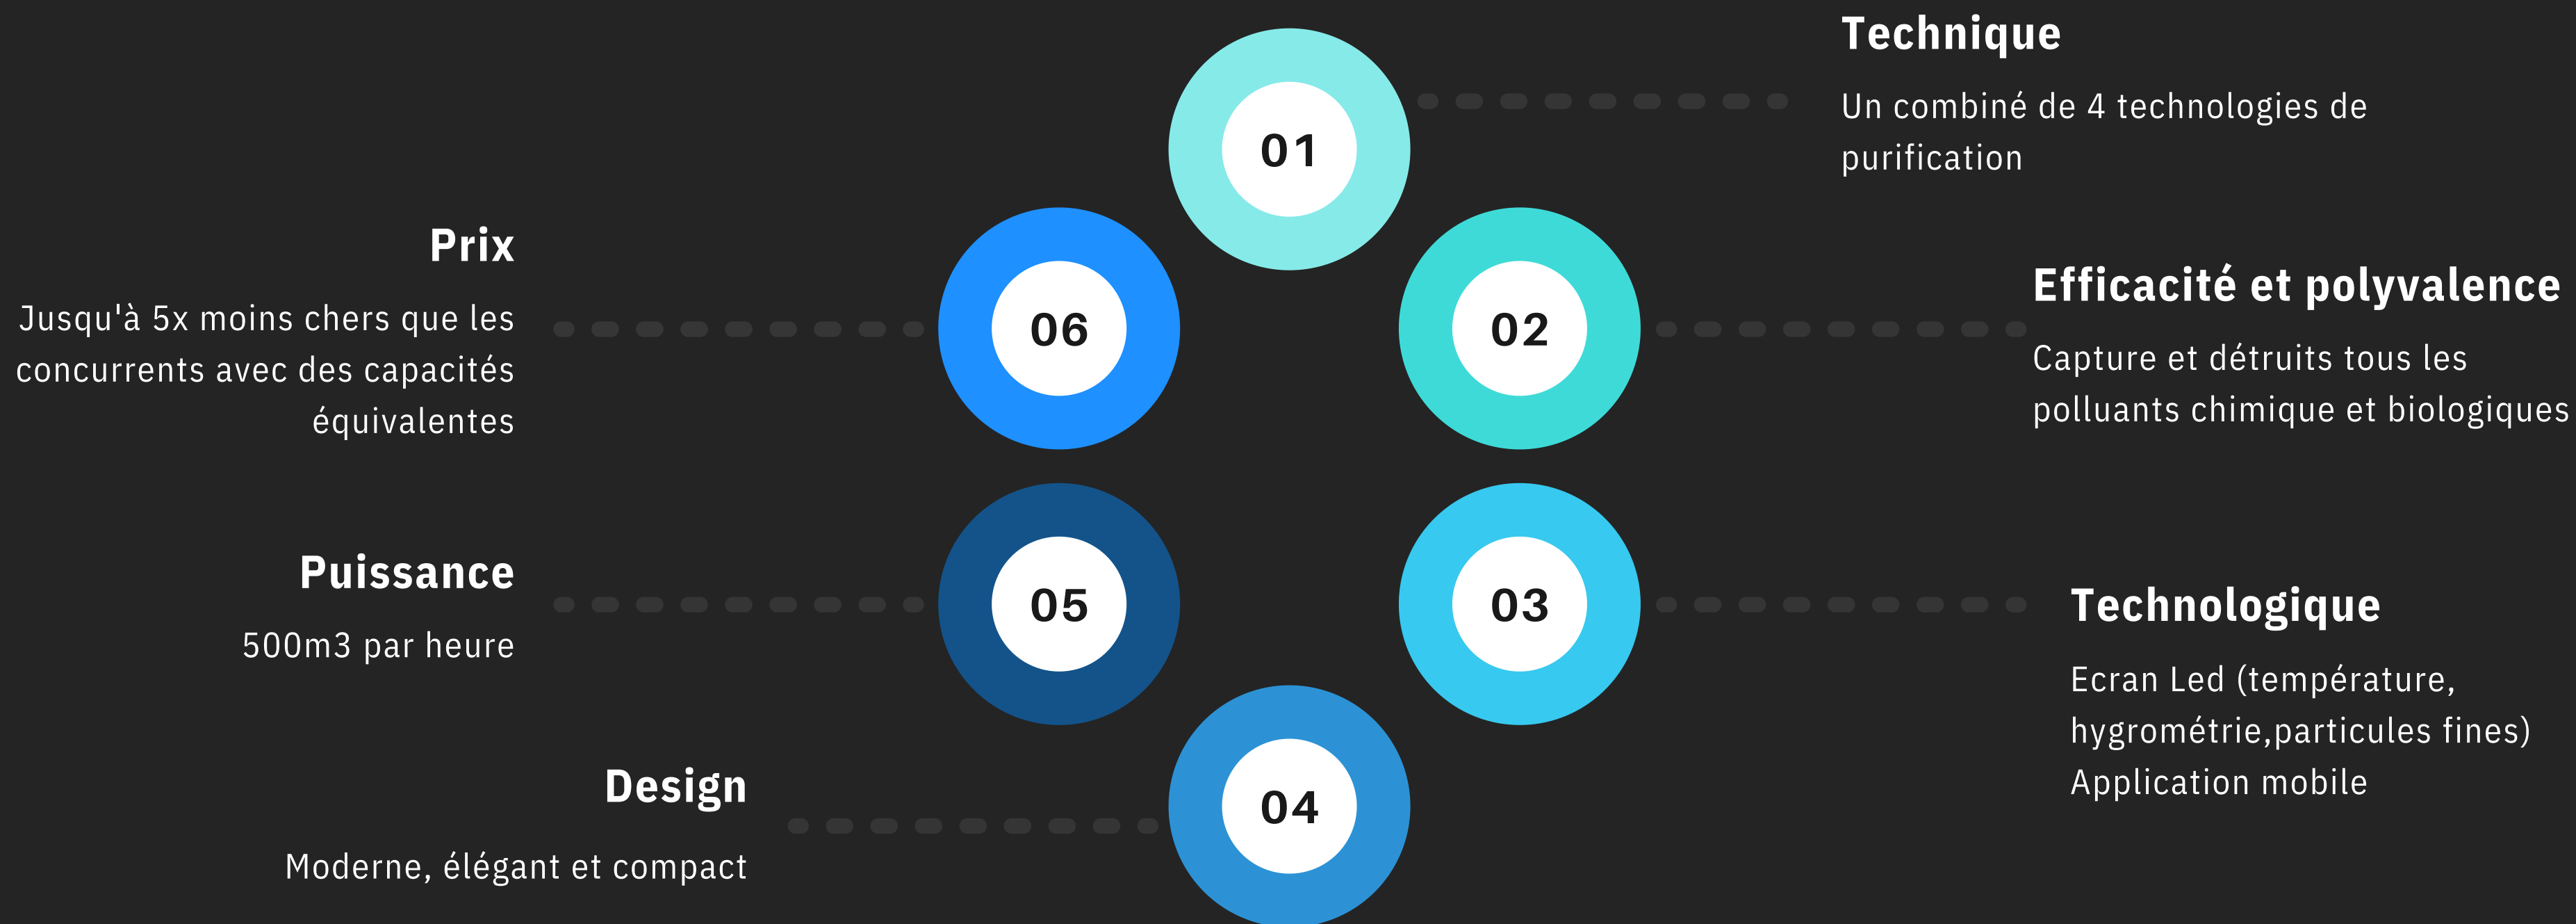 01
Technique
Un combiné de 4 technologies de
purification
02
Efficacité et polyvalence
Capture et détruits tous les
polluants chimique et biologiques
03
Technologique
Ecran Led (température,
hygrométrie,particules fines)
Application mobile
04
Design
Moderne, élégant et compact
05
Puissance
500m3 par heure
06
Prix
Jusqu'à 5x moins chers que les
concurrents avec des capacités
équivalentes